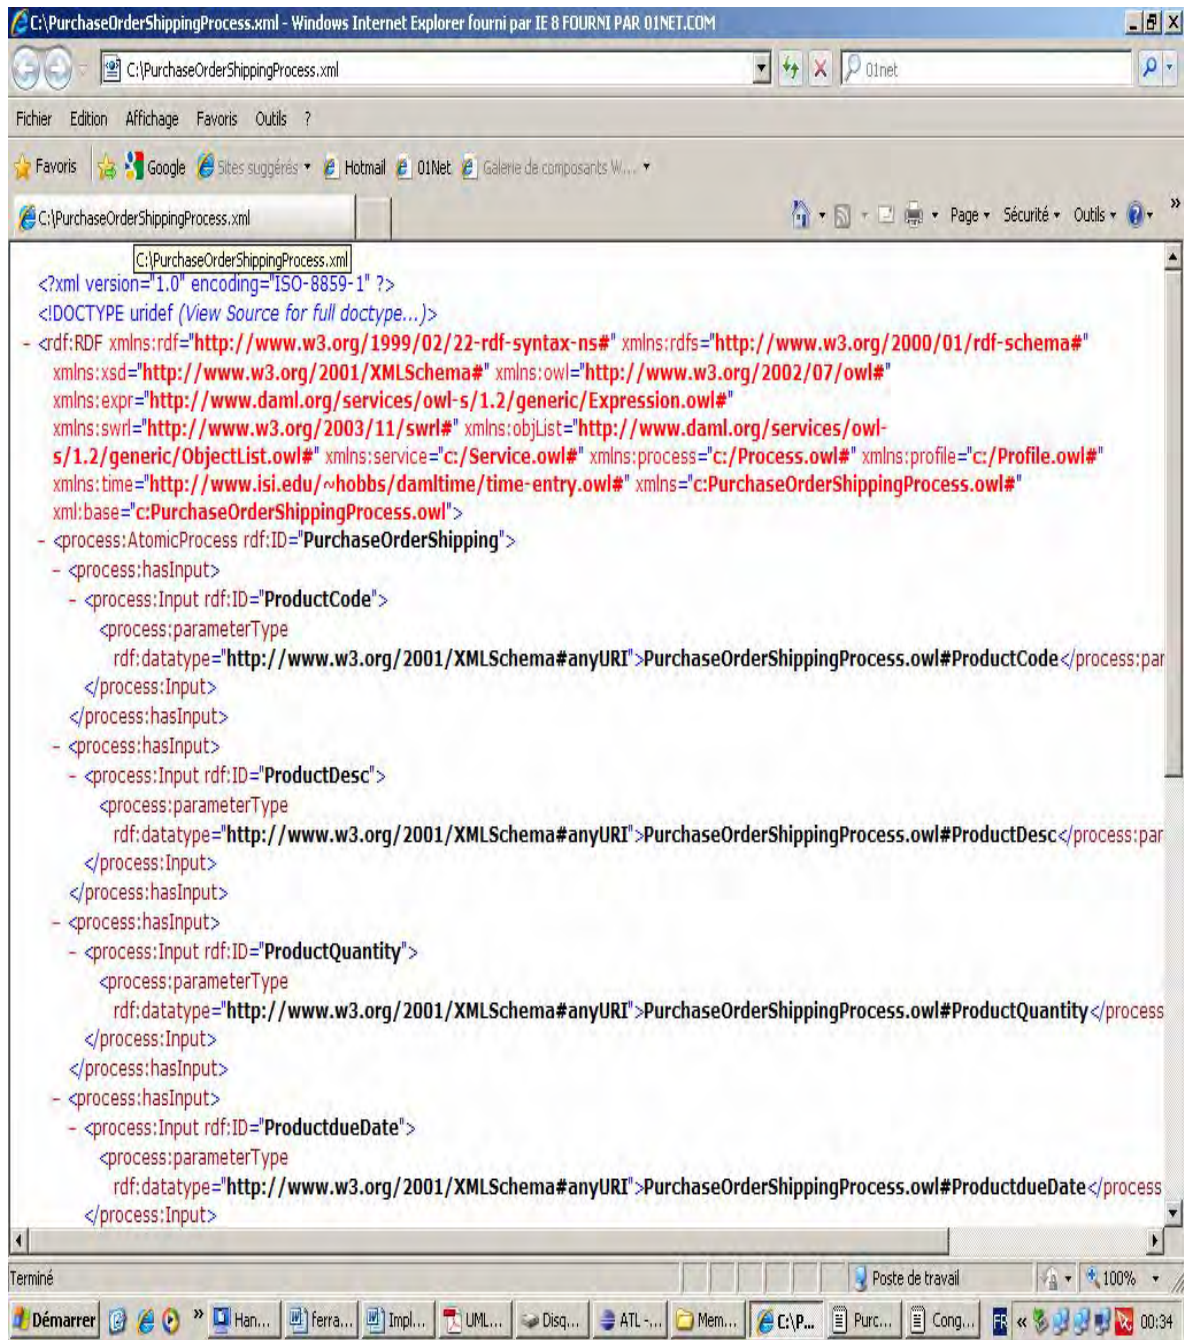 C:\PurchaseOrderShippingProcess.xml - Windows Internet Explorer fourni par IE 8 FOURNI PAR 01NET.COM
C:\PurchaseOrderShippingProcess.xml
01net
Fichier Edition Affichage Favoris Outils ?
Favoris Google Sites suggérés Hotmail 01Net Galerie de composants W...
C:\PurchaseOrderShippingProcess.xml
Page Sécurité Outils »
C:\PurchaseOrderShippingProcess.xml
<?xml version="1.0" encoding="ISO-8859-1" ?>
<!DOCTYPE uridef (View Source for full doctype...)>
- <rdf:RDF xmlns:rdf="http://www.w3.org/1999/02/22-rdf-syntax-ns#" xmlns:rdfs="http://www.w3.org/2000/01/rdf-schema#"
xmlns:xsd="http://www.w3.org/2001/XMLSchema#" xmlns:owl="http://www.w3.org/2002/07/owl#"
xmlns:expr="http://www.daml.org/services/owl-s/1.2/generic/Expression.owl#"
xmlns:swrl="http://www.w3.org/2003/11/swrl#" xmlns:objList="http://www.daml.org/services/owl-
s/1.2/generic/ObjectList.owl#" xmlns:service="c:/Service.owl#" xmlns:process="c:/Process.owl#" xmlns:profile="c:/Profile.owl#"
xmlns:time="http://www.isi.edu/~hobbs/damltime/time-entry.owl#" xmlns="c:PurchaseOrderShippingProcess.owl#"
xml:base="c:PurchaseOrderShippingProcess.owl">
- <process:AtomicProcess rdf:ID="PurchaseOrderShipping">
- <process:hasInput>
- <process:Input rdf:ID="ProductCode">
<process:parameterType
rdf:datatype="http://www.w3.org/2001/XMLSchema#anyURI">PurchaseOrderShippingProcess.owl#ProductCode</process:par
</process:Input>
</process:hasInput>
- <process:hasInput>
- <process:Input rdf:ID="ProductDesc">
<process:parameterType
rdf:datatype="http://www.w3.org/2001/XMLSchema#anyURI">PurchaseOrderShippingProcess.owl#ProductDesc</process:par
</process:Input>
</process:hasInput>
- <process:hasInput>
- <process:Input rdf:ID="ProductQuantity">
<process:parameterType
rdf:datatype="http://www.w3.org/2001/XMLSchema#anyURI">PurchaseOrderShippingProcess.owl#ProductQuantity</process
</process:Input>
</process:hasInput>
- <process:hasInput>
- <process:Input rdf:ID="ProductdueDate">
<process:parameterType
rdf:datatype="http://www.w3.org/2001/XMLSchema#anyURI">PurchaseOrderShippingProcess.owl#ProductdueDate</process
</process:Input>
Terminé Poste de travail 100%
Démarrer » Han... ferra... Impl... UML... Disq... ATL -... Mem... C:\P... Purc... Cong... FR « 00:34